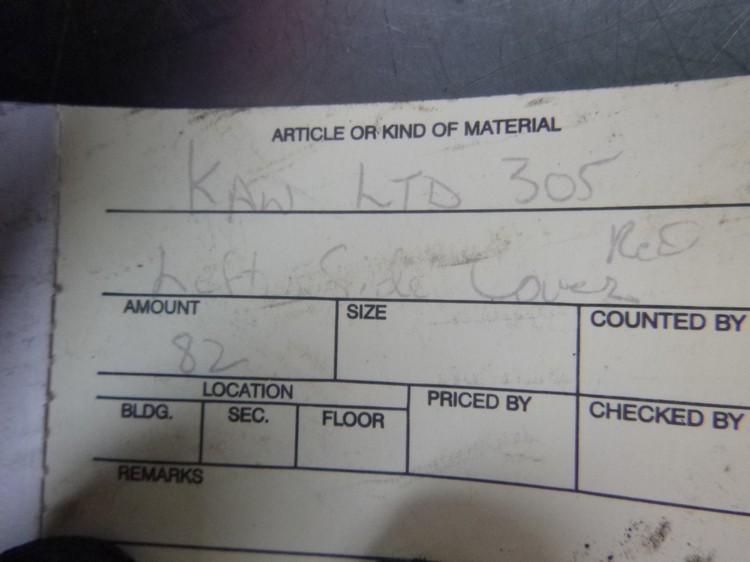 ARTICLE OR KIND OF MATERIAL
KAW LTD 305
Red
Left Side Cover
AMOUNT
SIZE
COUNTED BY
82
LOCATION
PRICED BY
CHECKED BY
BLDG.
SEC.
FLOOR
REMARKS